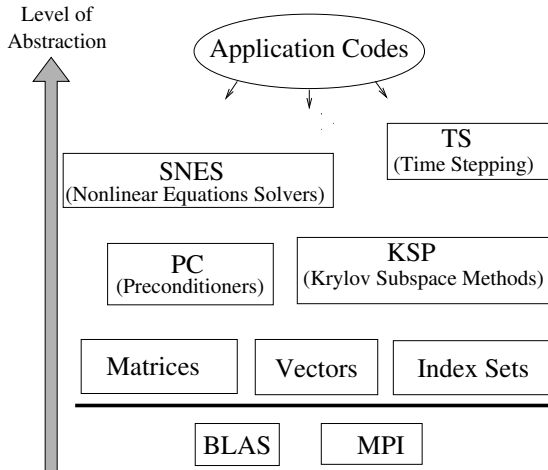 Level of
Abstraction
Application Codes
TS
(Time Stepping)
SNES
(Nonlinear Equations Solvers)
PC
(Preconditioners)
KSP
(Krylov Subspace Methods)
Matrices
Vectors
Index Sets
BLAS
MPI